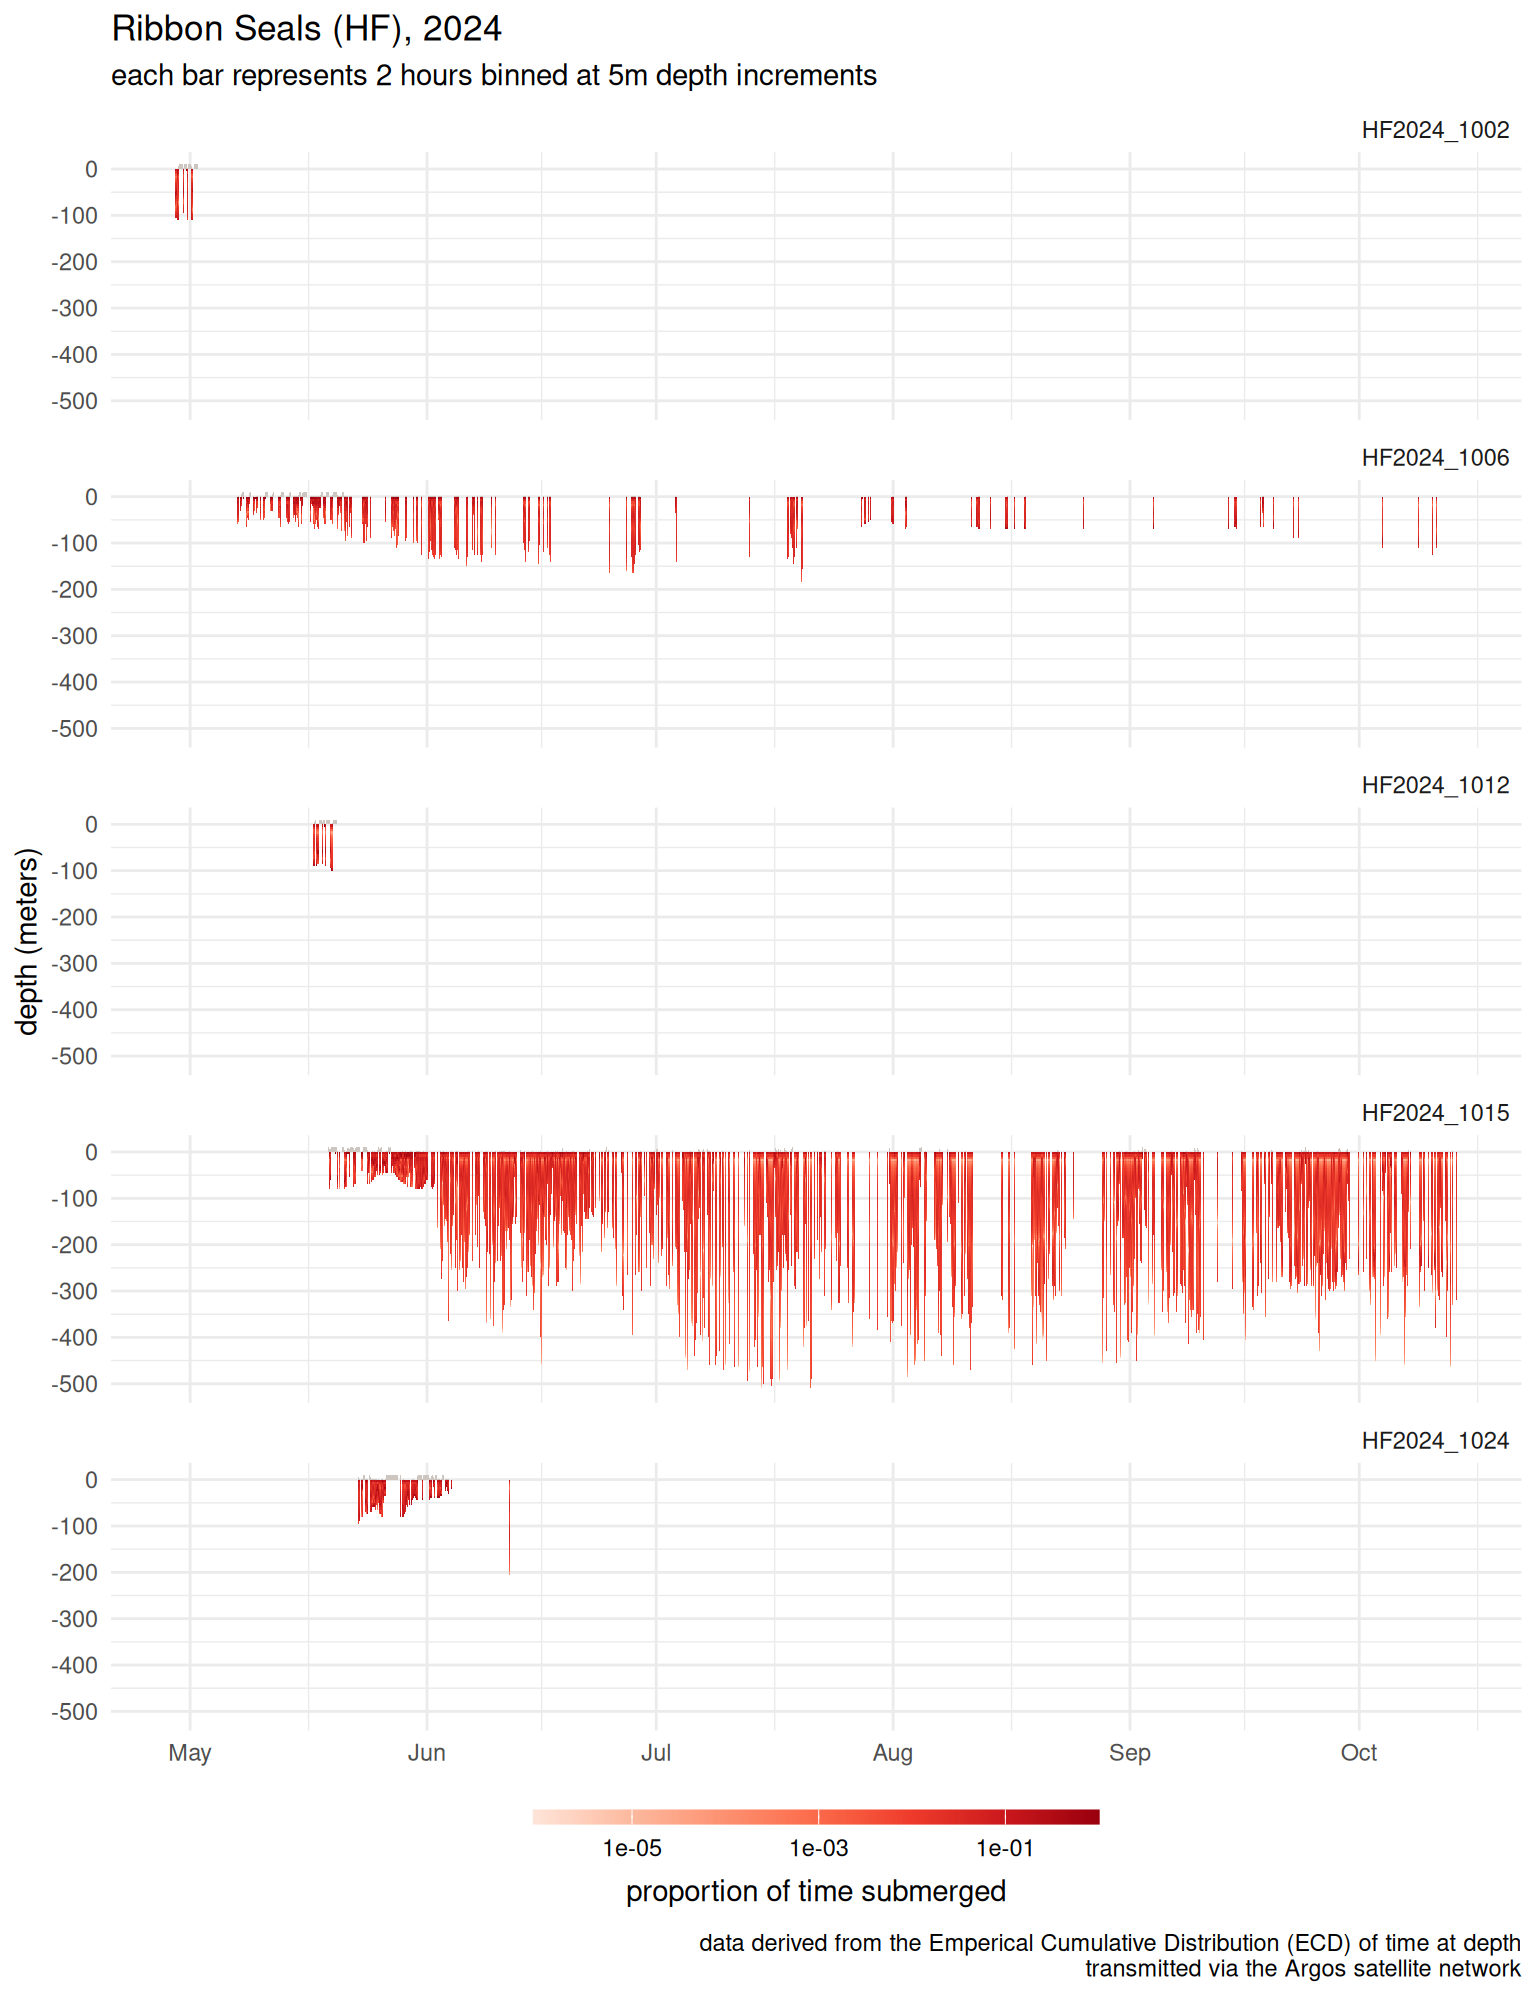 Ribbon Seals (HF), 2024
each bar represents 2 hours binned at 5m depth increments
HF2024_1002
0
-100
-200
-300
-400
-500
HF2024_1006
0
-100
-200
-300
-400
-500
HF2024_1012
0
-100
-200
-300
-400
-500
depth (meters)
HF2024_1015
0
-100
-200
-300
-400
-500
HF2024_1024
0
-100
-200
-300
-400
-500
May Jun Jul Aug Sep Oct
1e-05 1e-03 1e-01
proportion of time submerged
data derived from the Emperical Cumulative Distribution (ECD) of time at depth
transmitted via the Argos satellite network